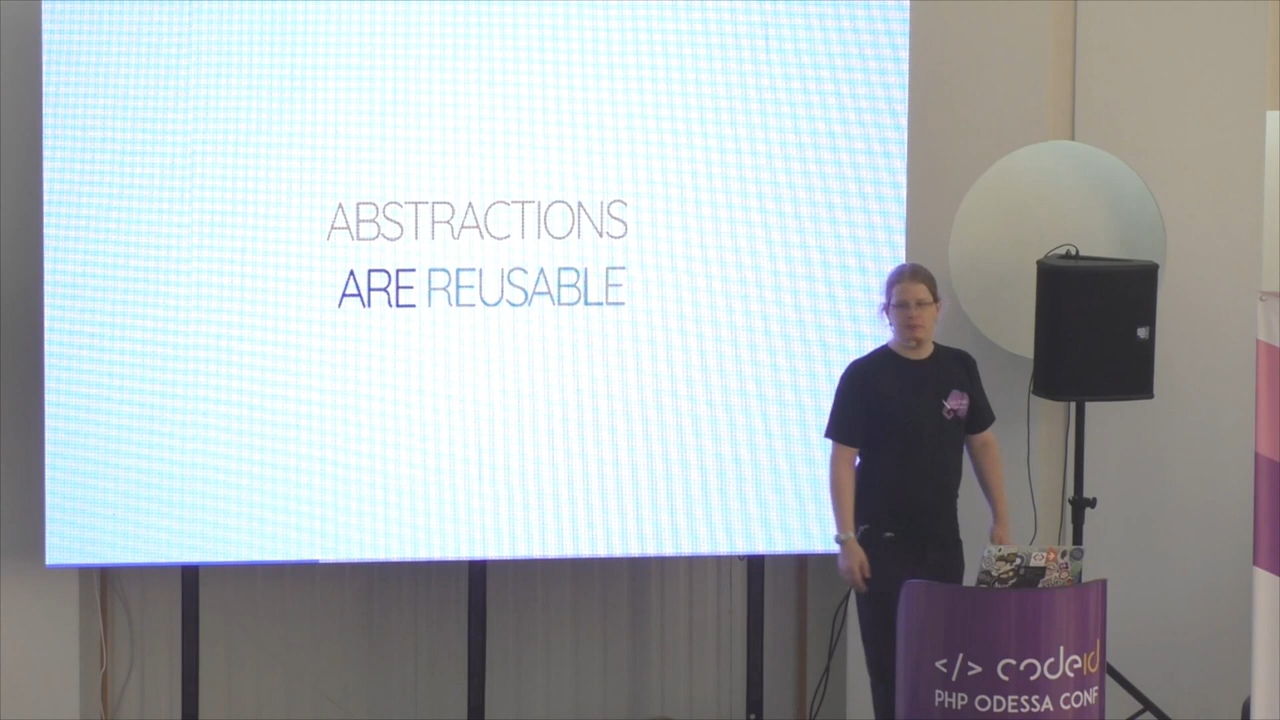 ABSTRACTIONS
ARE REUSABLE
</> codeid
PHP ODESSA CONF